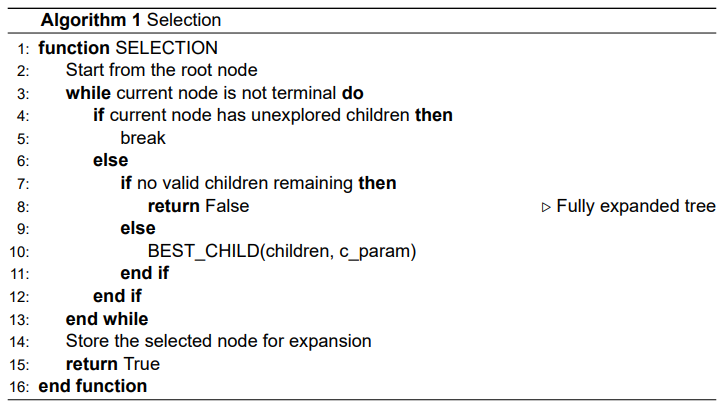 Algorithm 1 Selection
1: function SELECTION
2: Start from the root node
3: while current node is not terminal do
4: if current node has unexplored children then
5: break
6: else
7: if no valid children remaining then
8: return False ▷ Fully expanded tree
9: else
10: BEST_CHILD(children, c_param)
11: end if
12: end if
13: end while
14: Store the selected node for expansion
15: return True
16: end function